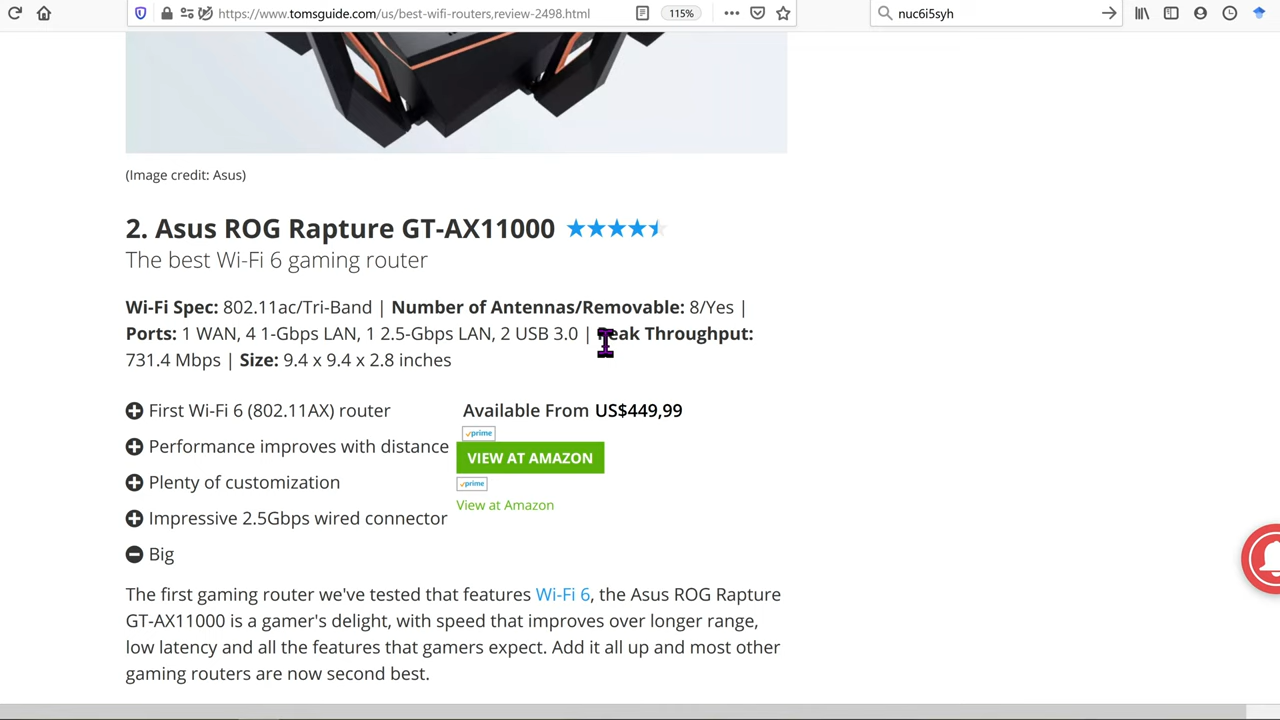 https://www.tomsguide.com/us/best-wifi-routers,review-2498.html
115%
nuc6i5syh
(Image credit: Asus)
2. Asus ROG Rapture GT-AX11000
The best Wi-Fi 6 gaming router
Wi-Fi Spec: 802.11ac/Tri-Band | Number of Antennas/Removable: 8/Yes |
Ports: 1 WAN, 4 1-Gbps LAN, 1 2.5-Gbps LAN, 2 USB 3.0 | Peak Throughput:
731.4 Mbps | Size: 9.4 x 9.4 x 2.8 inches
First Wi-Fi 6 (802.11AX) router
Performance improves with distance
Plenty of customization
Impressive 2.5Gbps wired connector
Big
Available From US$449,99
prime
VIEW AT AMAZON
prime
View at Amazon
The first gaming router we've tested that features Wi-Fi 6, the Asus ROG Rapture
GT-AX11000 is a gamer's delight, with speed that improves over longer range,
low latency and all the features that gamers expect. Add it all up and most other
gaming routers are now second best.